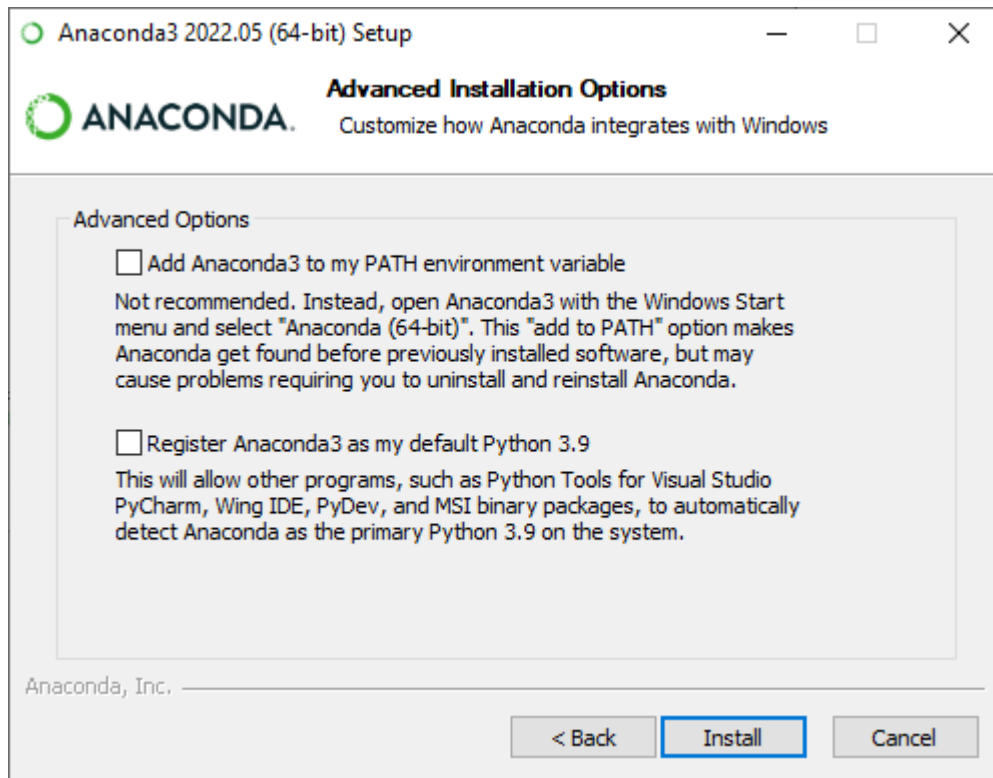 Anaconda3 2022.05 (64-bit) Setup
ANACONDA.
Advanced Installation Options
Customize how Anaconda integrates with Windows
Advanced Options
Add Anaconda3 to my PATH environment variable
Not recommended. Instead, open Anaconda3 with the Windows Start
menu and select "Anaconda (64-bit)". This "add to PATH" option makes
Anaconda get found before previously installed software, but may
cause problems requiring you to uninstall and reinstall Anaconda.
Register Anaconda3 as my default Python 3.9
This will allow other programs, such as Python Tools for Visual Studio
PyCharm, Wing IDE, PyDev, and MSI binary packages, to automatically
detect Anaconda as the primary Python 3.9 on the system.
Anaconda, Inc.
< Back
Install
Cancel